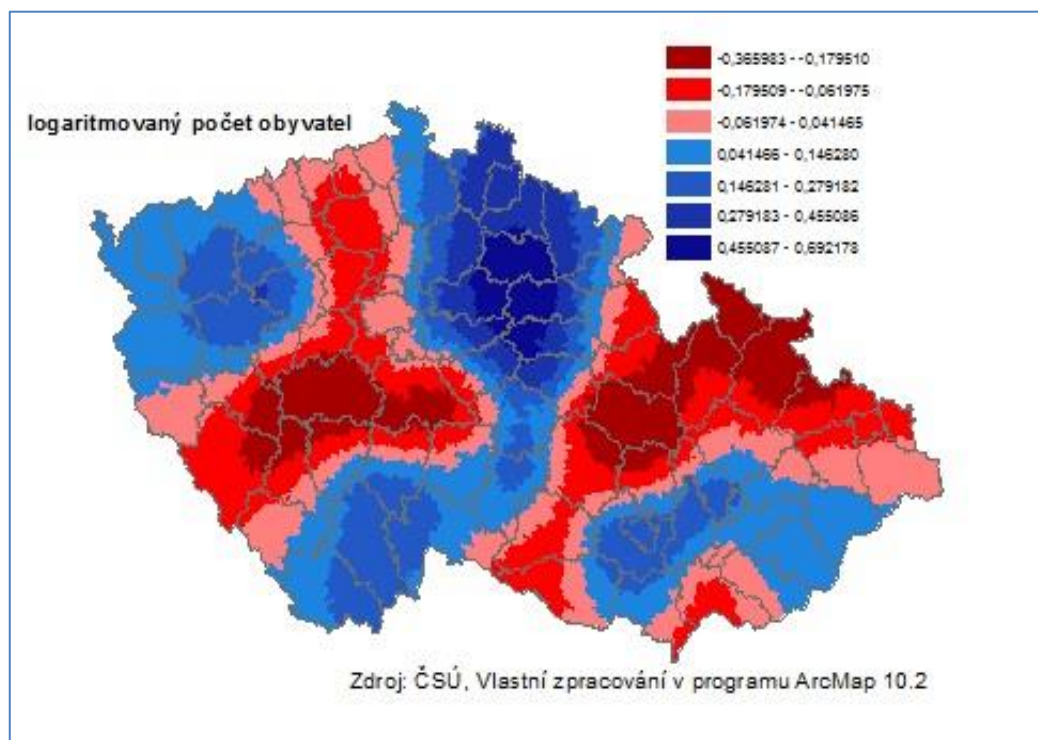 -0,365983 - -0,179510
-0,179509 - -0,061975
logaritmovaný počet obyvatel
-0,061974 - 0,041465
0,041466 - 0,146280
0,146281 - 0,279182
0,279183 - 0,455086
0,455087 - 0,692178
Zdroj: ČSÚ, Vlastní zpracování v programu ArcMap 10.2